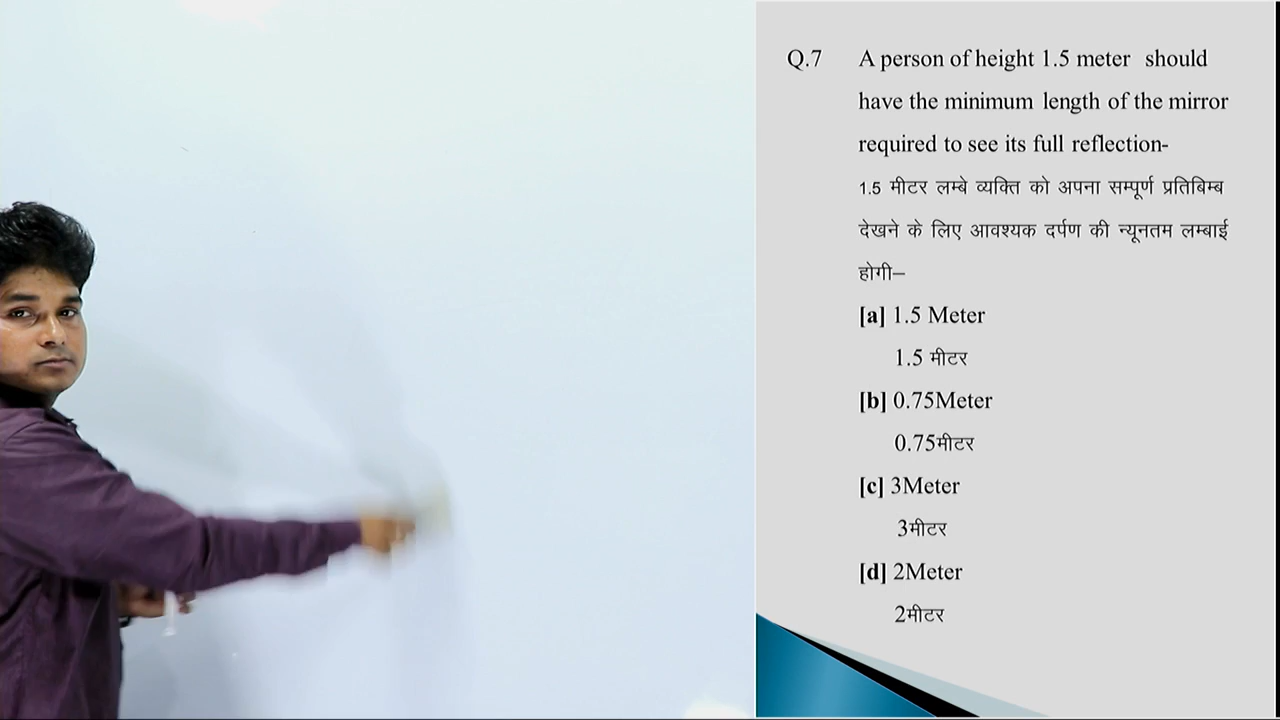 Q.7 A person of height 1.5 meter should
have the minimum length of the mirror
required to see its full reflection-
1.5 मीटर लम्बे व्यक्ति को अपना सम्पूर्ण प्रतिबिम्ब
देखने के लिए आवश्यक दर्पण की न्यूनतम लम्बाई
होगी–
[a] 1.5 Meter
1.5 मीटर
[b] 0.75Meter
0.75मीटर
[c] 3Meter
3मीटर
[d] 2Meter
2मीटर